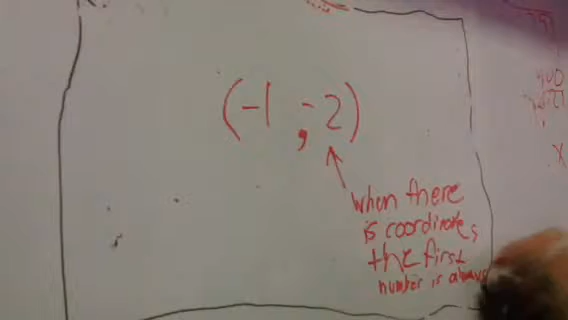 (-1 , -2)
when there
is coordinates
the first
number is always